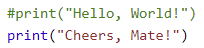 #print("Hello, World!")
print("Cheers, Mate!")